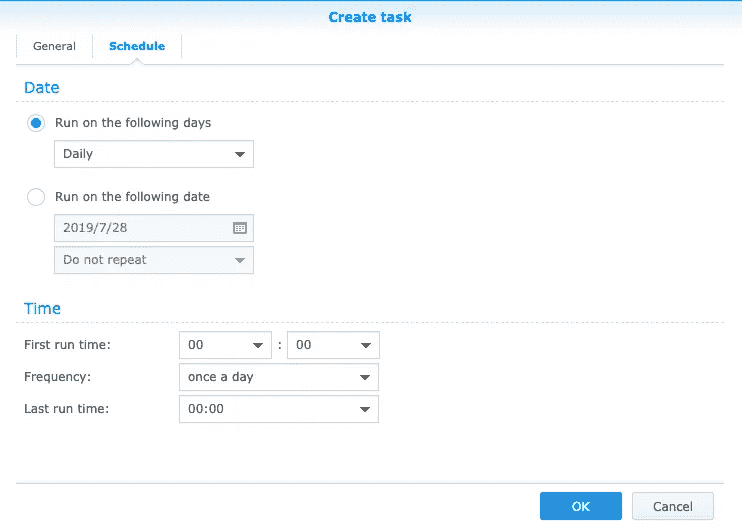 Create task
General Schedule
Date
Run on the following days
Daily
Run on the following date
2019/7/28
Do not repeat
Time
First run time: 00 : 00
Frequency: once a day
Last run time: 00:00
OK Cancel